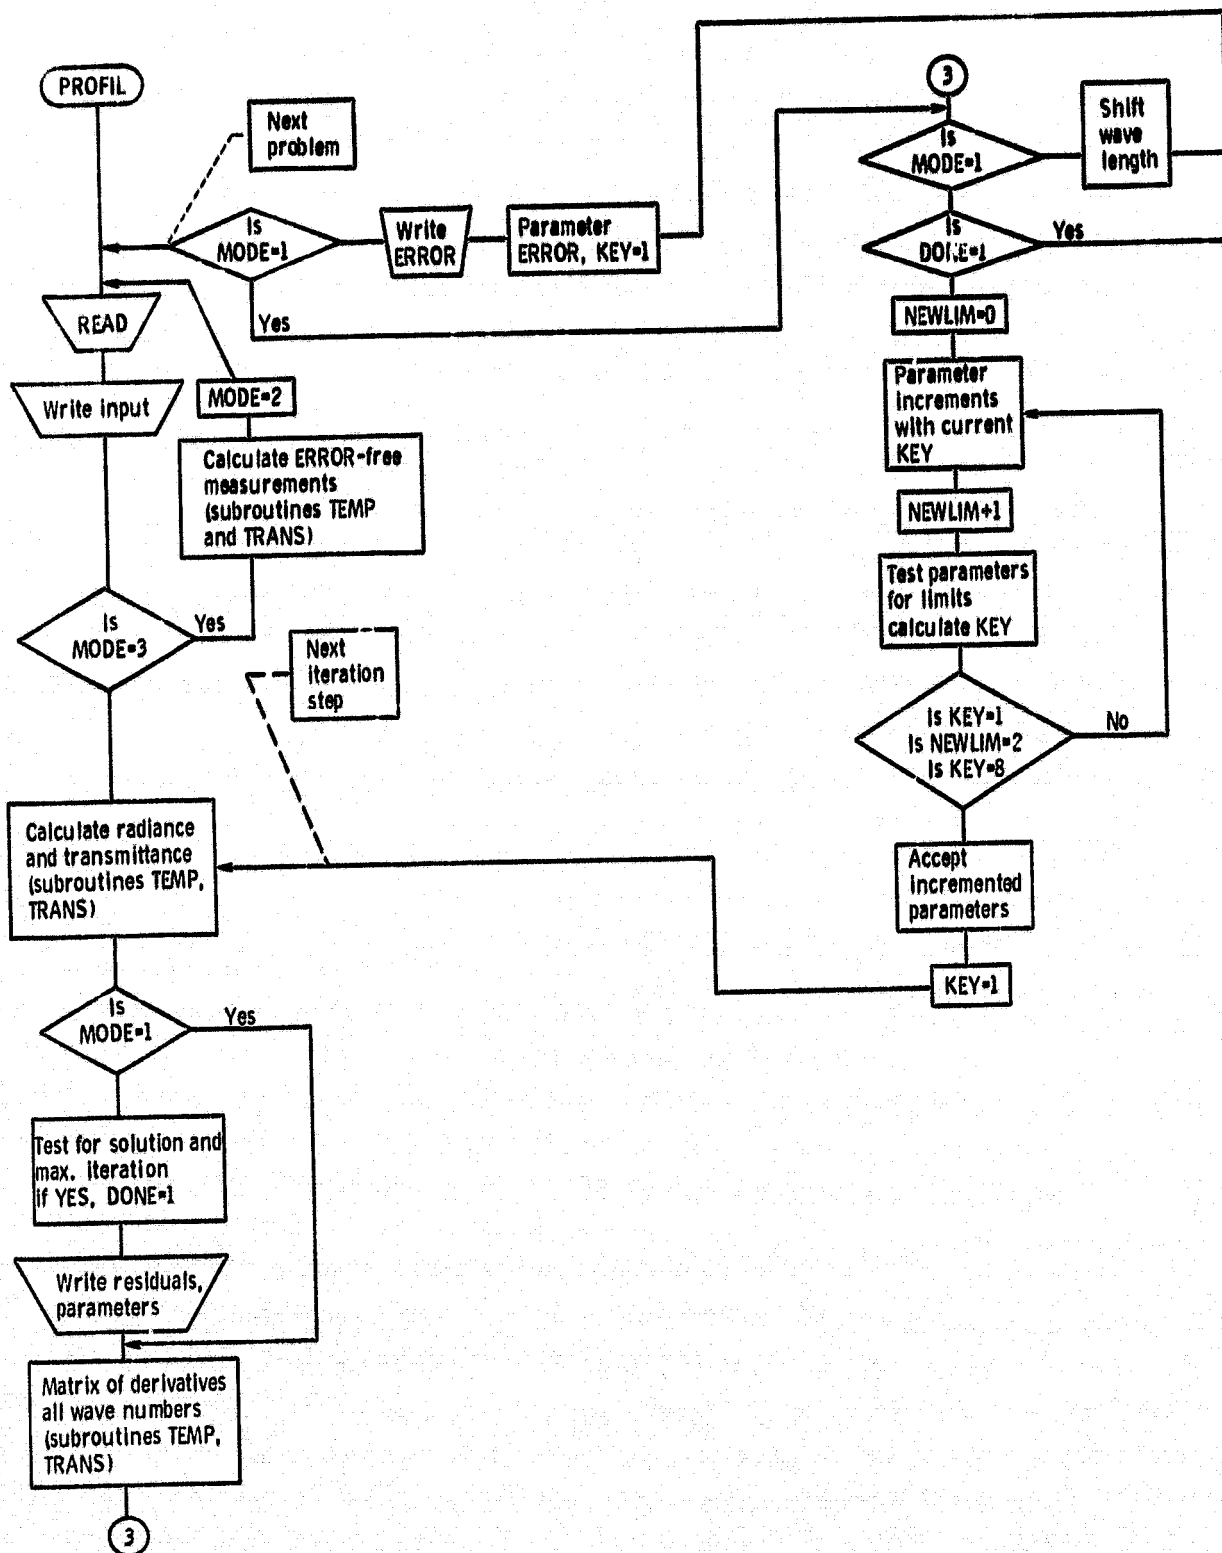 PROFIL
Next
problem
Is
MODE=1
Write
ERROR
Parameter
ERROR, KEY=1
Yes
READ
Write input
MODE=2
Calculate ERROR-free
measurements
(subroutines TEMP
and TRANS)
Is
MODE=3
Yes
Next
iteration
step
Calculate radiance
and transmittance
(subroutines TEMP,
TRANS)
Is
MODE=1
Yes
Test for solution and
max. iteration
if YES, DONE=1
Write residuals,
parameters
Matrix of derivatives
all wave numbers
(subroutines TEMP,
TRANS)
3
3
Is
MODE=1
Shift
wave
length
Is
DONE=1
Yes
NEWLIM=0
Parameter
increments
with current
KEY
NEWLIM+1
Test parameters
for limits
calculate KEY
Is KEY=1
Is NEWLIM=2
Is KEY=8
No
Accept
incremented
parameters
KEY=1